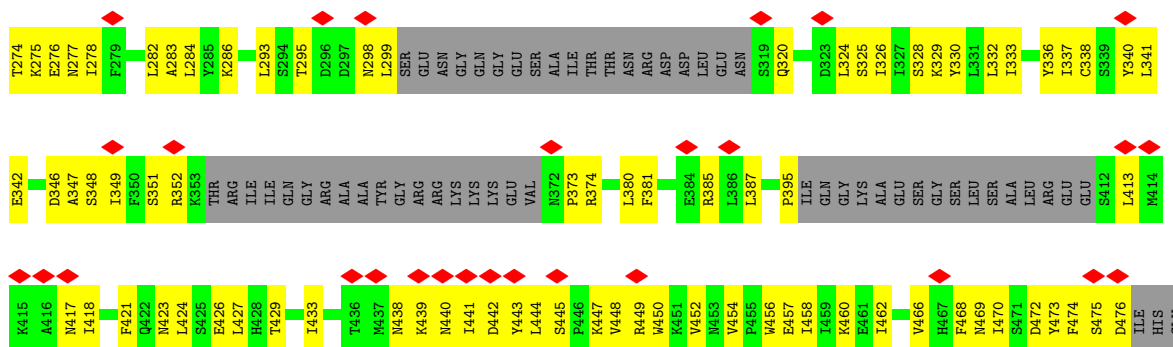 T274 K275 E276 N277 I278 F279 L282 A283 L284 Y285 K286 L293 S294 T295 D296 D297 N298 L299 SER GLU ASN GLY GLN GLY GLU SER ALA ILE THR THR ASN ARG ASP ASP LEU GLU ASN S319 Q320 D323 L324 S325 I326 I327 S328 K329 Y330 L331 L332 I333 Y336 I337 C338 S339 Y340 L341
E342 D346 A347 S348 I349 F350 S351 R352 K353 THR ARG ILE ILE GLN GLY ARG ALA ALA TYR GLY ARG ARG LYS LYS LYS GLU VAL N372 P373 R374 L380 F381 E384 R385 L386 L387 P395 ILE GLN GLY LYS ALA GLU SER GLY SER LEU SER ALA LEU ARG GLU GLU S412 L413 M414
K415 A416 N417 I418 F421 Q422 N423 L424 S425 E426 L427 H428 T429 I433 T436 M437 N438 K439 N440 I441 D442 Y443 L444 S445 P446 K447 V448 R449 W450 K451 V452 N453 V454 P455 W456 E457 I458 I459 K460 E461 I462 V466 H467 F468 N469 I470 S471 D472 Y473 F474 S475 D476 ILE HIS